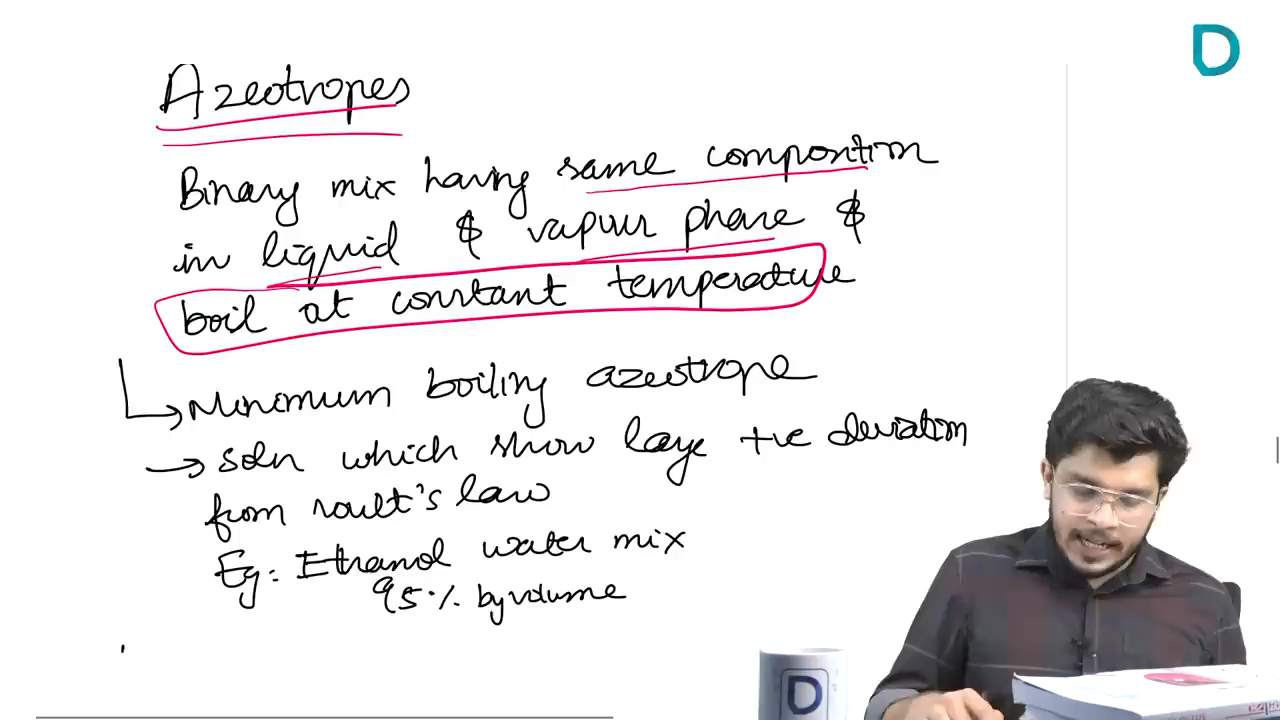 D
Azeotropes
Binary mix having same composition
in liquid & vapour phase &
boil at constant temperature
→ Minimum boiling azeotrope
→ soln which show large +ve deviation
from roult's law
Eg: Ethanol water mix
95% by volume
D